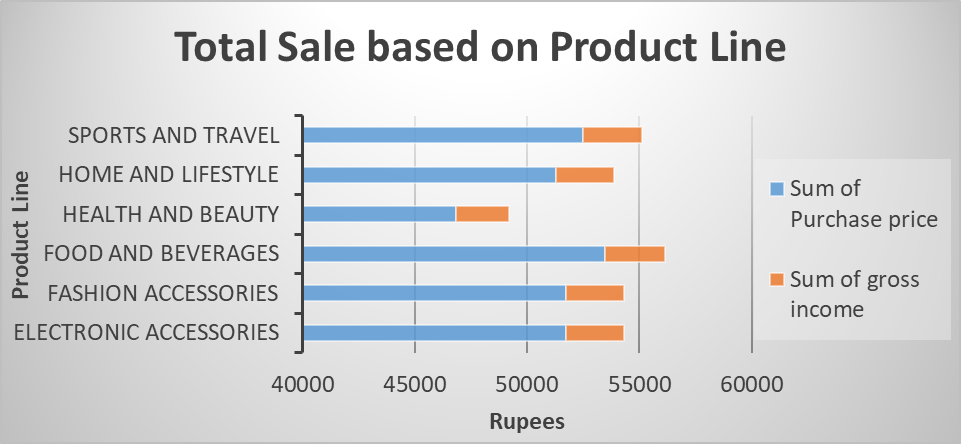 Total Sale based on Product Line
Product Line
SPORTS AND TRAVEL
HOME AND LIFESTYLE
HEALTH AND BEAUTY
FOOD AND BEVERAGES
FASHION ACCESSORIES
ELECTRONIC ACCESSORIES
40000 45000 50000 55000 60000
Rupees
Sum of
Purchase price
Sum of gross
income